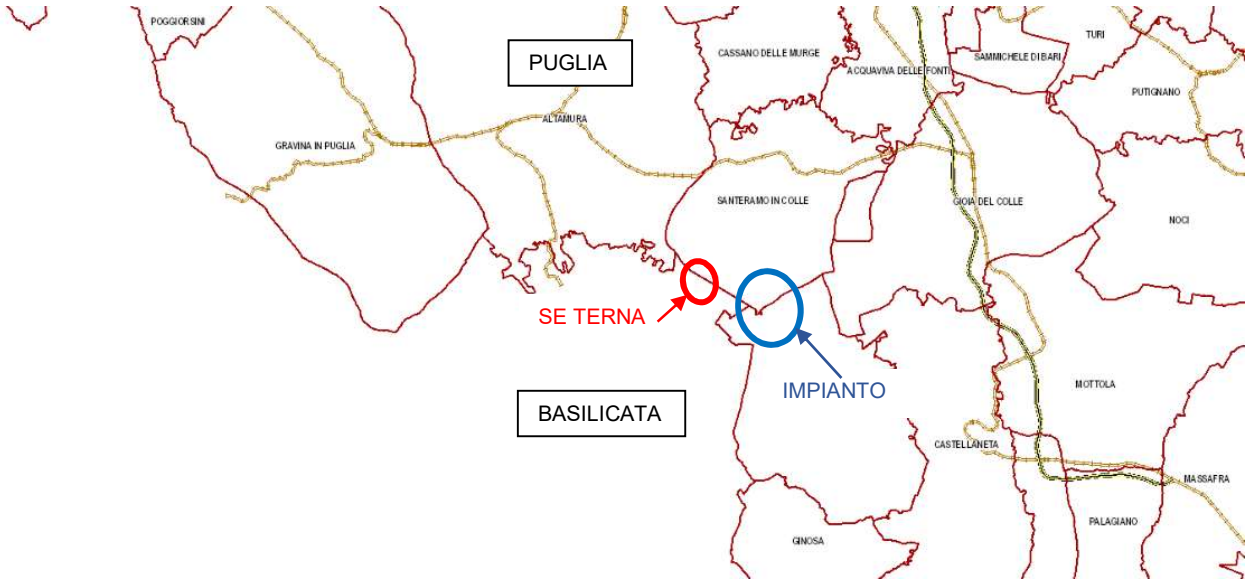 POGGIORSINI
PUGLIA
CASSANO DELLE MURGE
TURI
SAMMICHELE DI BARI
ACQUAVIVA DELLE FONTI
PUTIGNANO
ALTAMURA
GRAVINA IN PUGLIA
SANTERAMO IN COLLE
GIOIA DEL COLLE
NOCI
SE TERNA
IMPIANTO
MOTTOLA
BASILICATA
CASTELLANETA
MASSAFRA
PALAGIANO
GINOSA